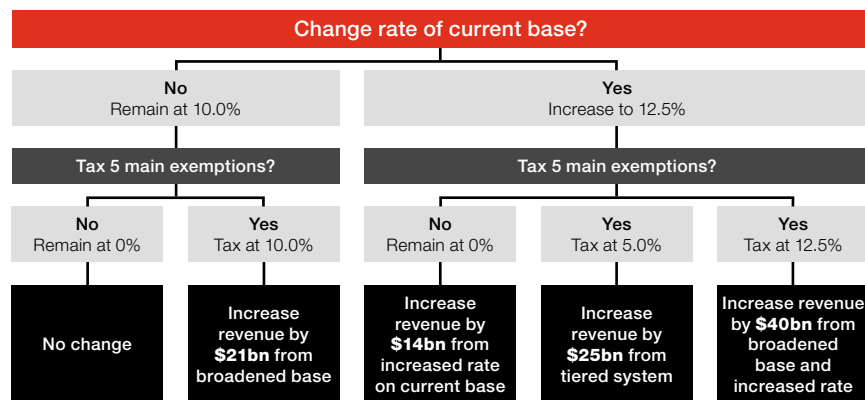 Change rate of current base?
No
Remain at 10.0%
Yes
Increase to 12.5%
Tax 5 main exemptions?
Tax 5 main exemptions?
No
Remain at 0%
Yes
Tax at 10.0%
No
Remain at 0%
Yes
Tax at 5.0%
Yes
Tax at 12.5%
No change
Increase
revenue by
$21bn from
broadened base
Increase
revenue by
$14bn from
increased rate
on current base
Increase
revenue by
$25bn from
tiered system
Increase revenue
by $40bn from
broadened
base and
increased rate